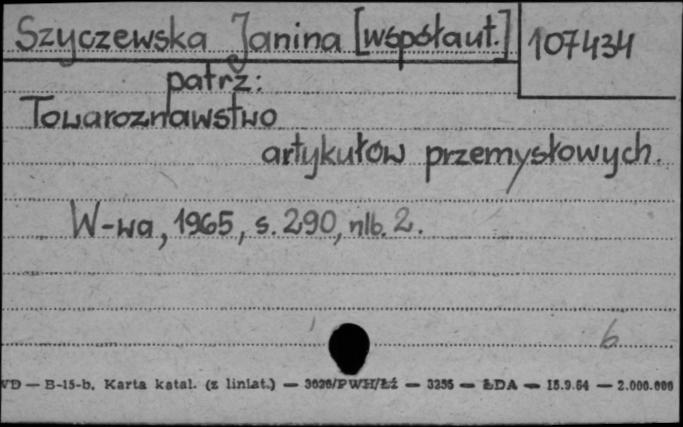 Szyczewska Janina [współaut.] 107434
patrz:
Towaroznawstwo
artykułów przemysłowych.
W-wa, 1965, s. 290, nlb. 2.
6
VD — B-15-b. Karta katal. (z liniat.) — 3020/PWH/Łź — 3255 — ŁDA — 15.9.64 — 2.000.000